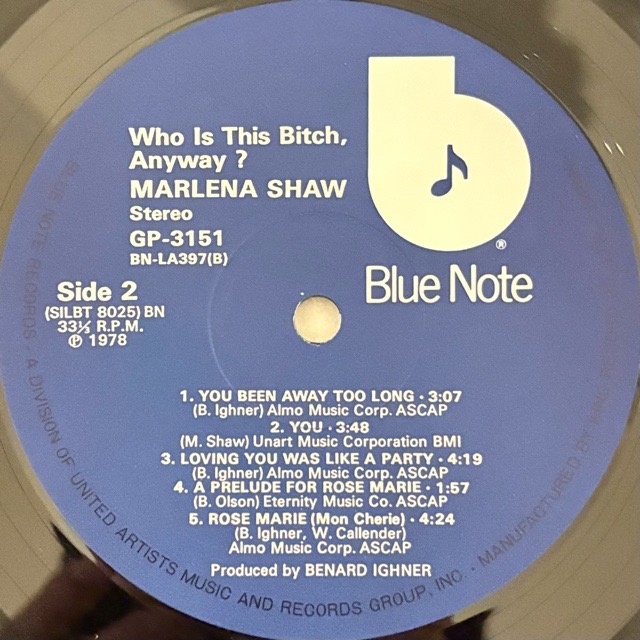 Who Is This Bitch,
Anyway ?
MARLENA SHAW
Stereo
GP-3151
BN-LA397(B)
Side 2
(SILBT 8025) BN
33⅓ R.P.M.
℗ 1978
b
®
Blue Note
1. YOU BEEN AWAY TOO LONG · 3:07
(B. Ighner) Almo Music Corp. ASCAP
2. YOU · 3:48
(M. Shaw) Unart Music Corporation BMI
3. LOVING YOU WAS LIKE A PARTY · 4:19
(B. Ighner) Almo Music Corp. ASCAP
4. A PRELUDE FOR ROSE MARIE · 1:57
(B. Olson) Eternity Music Co. ASCAP
5. ROSE MARIE (Mon Cherie) · 4:24
(B. Ighner, W. Callender)
Almo Music Corp. ASCAP
Produced by BENARD IGHNER
BLUE NOTE RECORDS · A DIVISION OF UNITED ARTISTS MUSIC AND RECORDS GROUP, INC. · MANUFACTURED BY